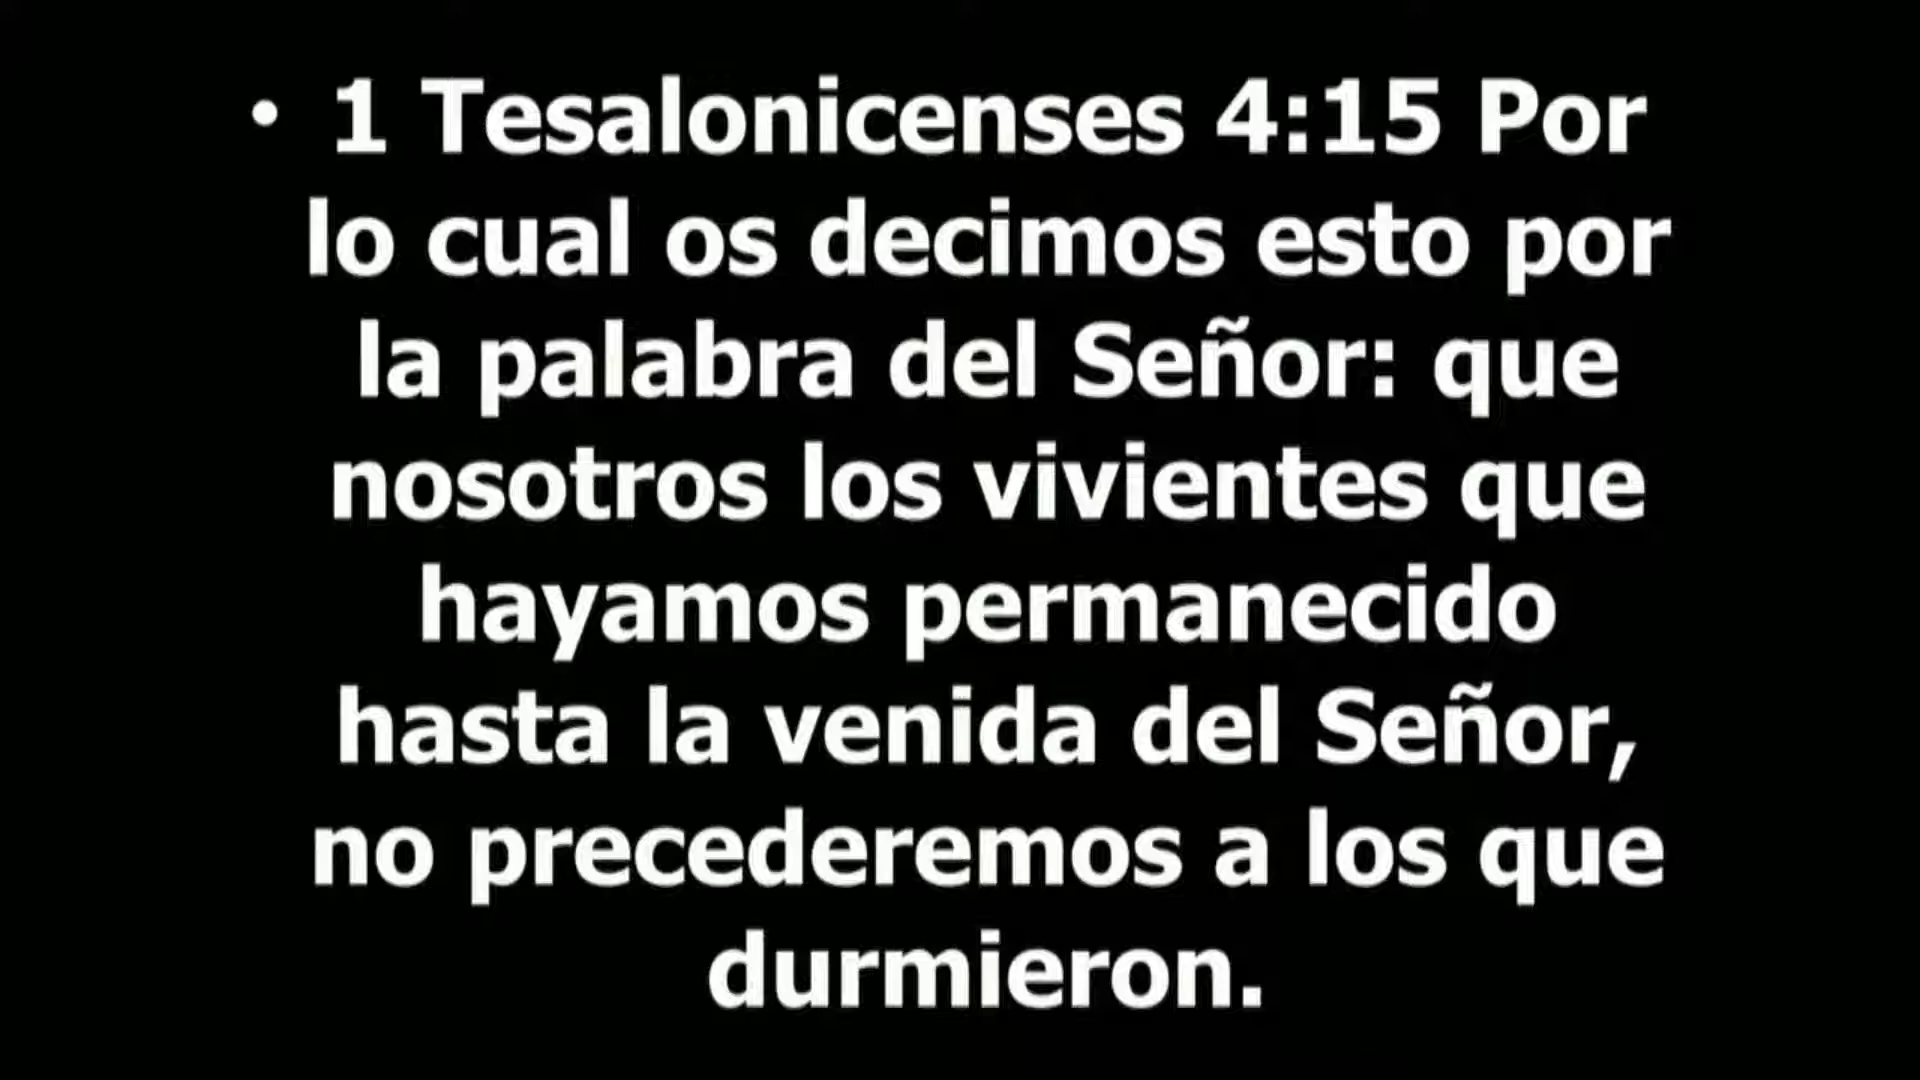 • 1 Tesalonicenses 4:15 Por
lo cual os decimos esto por
la palabra del Señor: que
nosotros los vivientes que
hayamos permanecido
hasta la venida del Señor,
no precederemos a los que
durmieron.